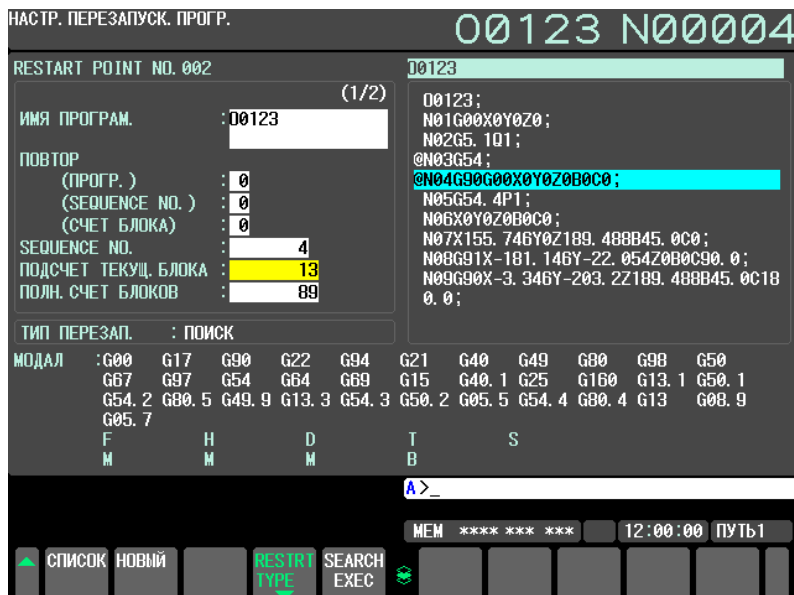 НАСТР. ПЕРЕЗАПУСК. ПРОГР.
O0123 N00004
RESTART POINT NO. 002
(1/2)
ИМЯ ПРОГРАМ. :O0123
ПОВТОР
(ПРОГР. ) : 0
(SEQUENCE NO. ) : 0
(СЧЕТ БЛОКА) : 0
SEQUENCE NO. : 4
ПОДСЧЕТ ТЕКУЩ. БЛОКА : 13
ПОЛН. СЧЕТ БЛОКОВ : 89
ТИП ПЕРЕЗАП. : ПОИСК
O0123
O0123;
N01G00X0Y0Z0;
N02G5. 1Q1;
@N03G54;
@N04G90G00X0Y0Z0B0C0;
N05G54. 4P1;
N06X0Y0Z0B0C0;
N07X155. 746Y0Z189. 488B45. 0C0;
N08G91X-181. 146Y-22. 054Z0B0C90. 0;
N09G90X-3. 346Y-203. 2Z189. 488B45. 0C18
0. 0;
МОДАЛ :G00 G17 G90 G22 G94 G21 G40 G49 G80 G98 G50
G67 G97 G54 G64 G69 G15 G40. 1 G25 G160 G13. 1 G50. 1
G54. 2 G80. 5 G49. 9 G13. 3 G54. 3 G50. 2 G05. 5 G54. 4 G80. 4 G13 G08. 9
G05. 7
F H D T S
M M M B
A>_
MEM **** *** *** 12:00:00 ПУТЬ1
СПИСОК НОВЫЙ RESTRT TYPE SEARCH EXEC